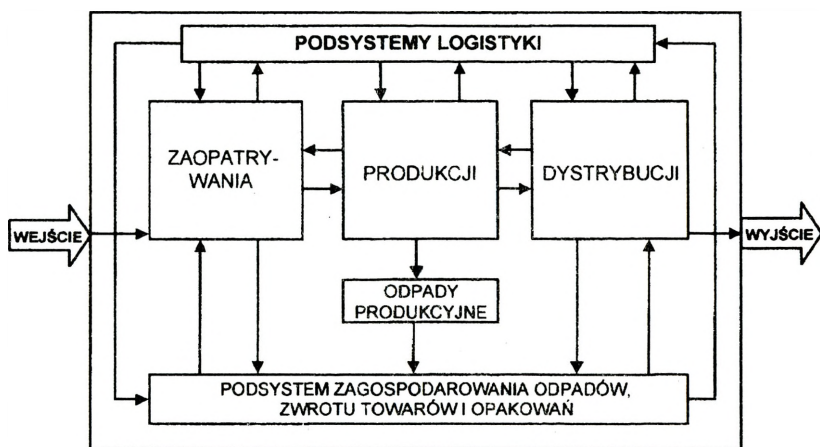 PODSYSTEMY LOGISTYKI
ZAOPATRY-
WANIA
PRODUKCJI
DYSTRYBUCJI
WEJŚCIE
WYJŚCIE
ODPADY
PRODUKCYJNE
PODSYSTEM ZAGOSPODAROWANIA ODPADÓW,
ZWROTU TOWARÓW I OPAKOWAŃ